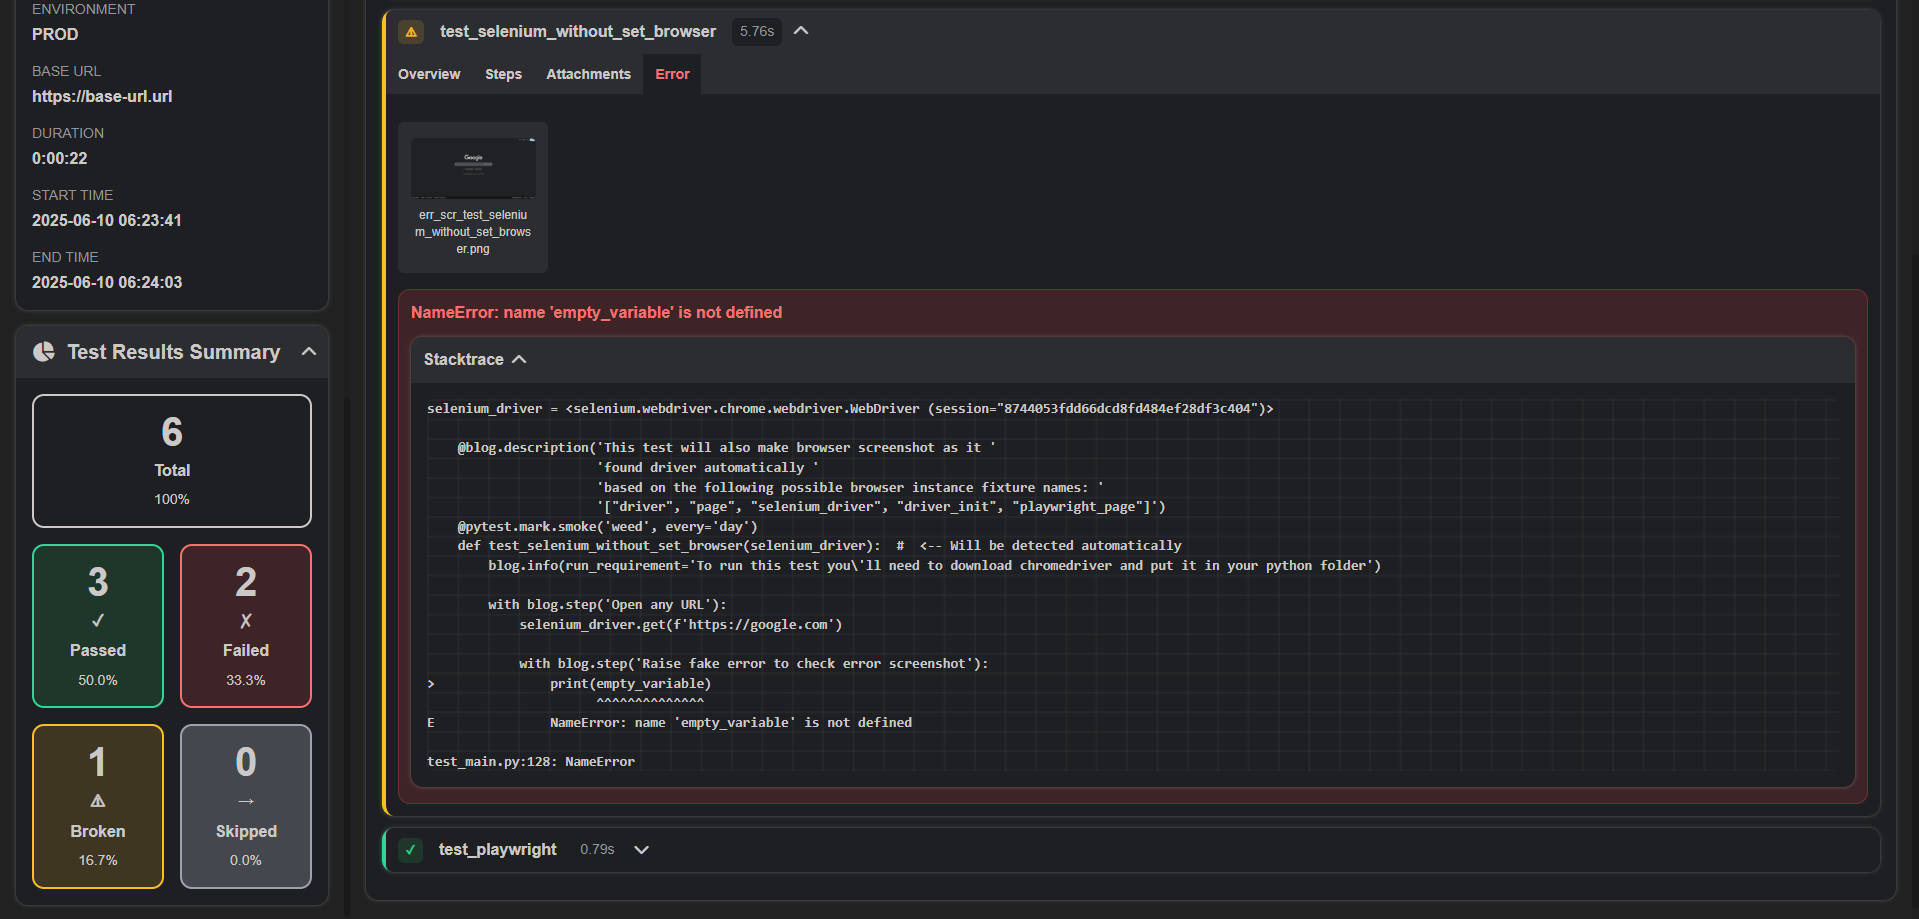 ENVIRONMENT
PROD
BASE URL
https://base-url.url
DURATION
0:00:22
START TIME
2025-06-10 06:23:41
END TIME
2025-06-10 06:24:03
Test Results Summary
6
Total
100%
3
✓
Passed
50.0%
2
✗
Failed
33.3%
1
⚠
Broken
16.7%
0
→
Skipped
0.0%
test_selenium_without_set_browser 5.76s
Overview Steps Attachments Error
Google
err_scr_test_seleniu
m_without_set_brows
er.png
NameError: name 'empty_variable' is not defined
Stacktrace
selenium_driver = <selenium.webdriver.chrome.webdriver.WebDriver (session="8744053fdd66dcd8fd484ef28df3c404")>
    @blog.description('This test will also make browser screenshot as it '
                      'found driver automatically '
                      'based on the following possible browser instance fixture names: '
                      '["driver", "page", "selenium_driver", "driver_init", "playwright_page"]')
    @pytest.mark.smoke('weed', every='day')
    def test_selenium_without_set_browser(selenium_driver):  #  <-- Will be detected automatically
        blog.info(run_requirement='To run this test you\'ll need to download chromedriver and put it in your python folder')
        with blog.step('Open any URL'):
            selenium_driver.get(f'https://google.com')
            with blog.step('Raise fake error to check error screenshot'):
>               print(empty_variable)
                      ^^^^^^^^^^^^^^
E               NameError: name 'empty_variable' is not defined
test_main.py:128: NameError
✓ test_playwright 0.79s